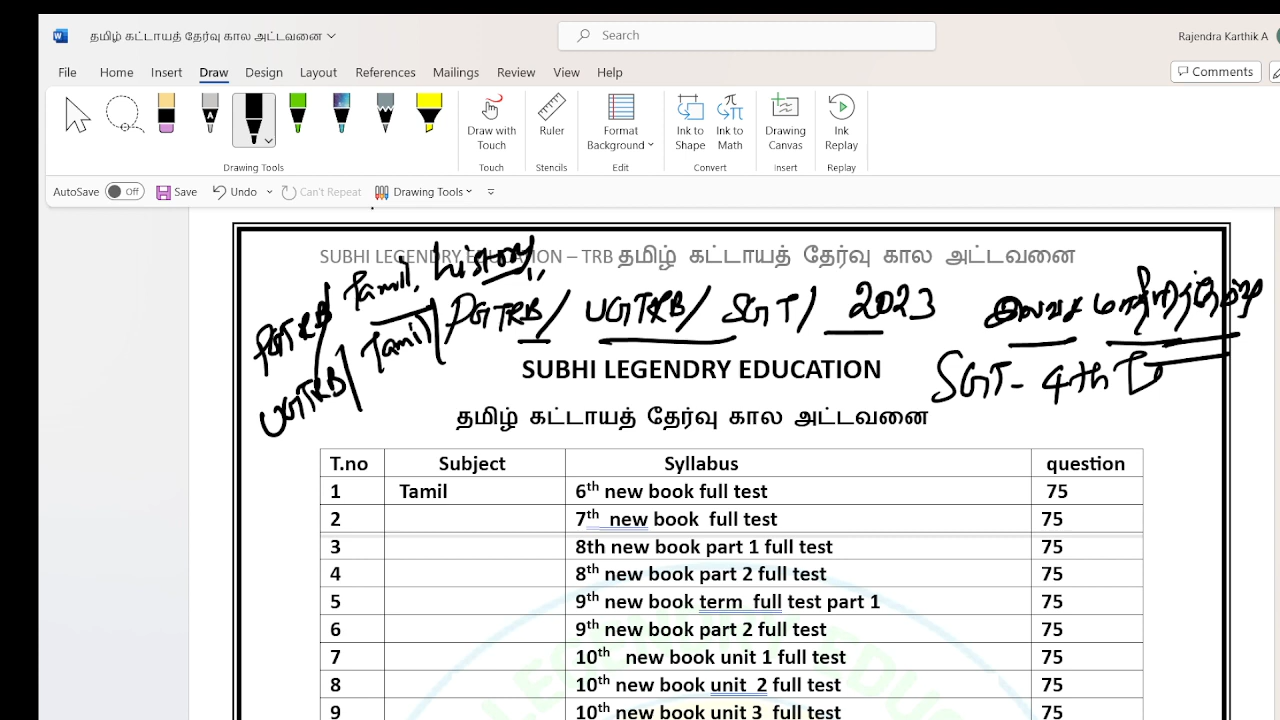 தமிழ் கட்டாயத் தேர்வு கால அட்டவனை
Search
Rajendra Karthik A
File Home Insert Draw Design Layout References Mailings Review View Help
Comments
Draw with Touch
Ruler
Format Background
Ink to Shape
Ink to Math
Drawing Canvas
Ink Replay
Drawing Tools Touch Stencils Edit Convert Insert Replay
AutoSave Off Save Undo Can't Repeat Drawing Tools
SUBHI LEGENDRY EDUCATION – TRB தமிழ் கட்டாயத் தேர்வு கால அட்டவனை
Tamil, history
PGTRB / Tamil / PGTRB / UGTRB / SGT / 2023 இலவச
UGTRB
SGT - 4th
SUBHI LEGENDRY EDUCATION
தமிழ் கட்டாயத் தேர்வு கால அட்டவனை
T.no Subject Syllabus question
1 Tamil 6th new book full test 75
2 7th new book full test 75
3 8th new book part 1 full test 75
4 8th new book part 2 full test 75
5 9th new book term full test part 1 75
6 9th new book part 2 full test 75
7 10th new book unit 1 full test 75
8 10th new book unit 2 full test 75
9 10th new book unit 3 full test 75